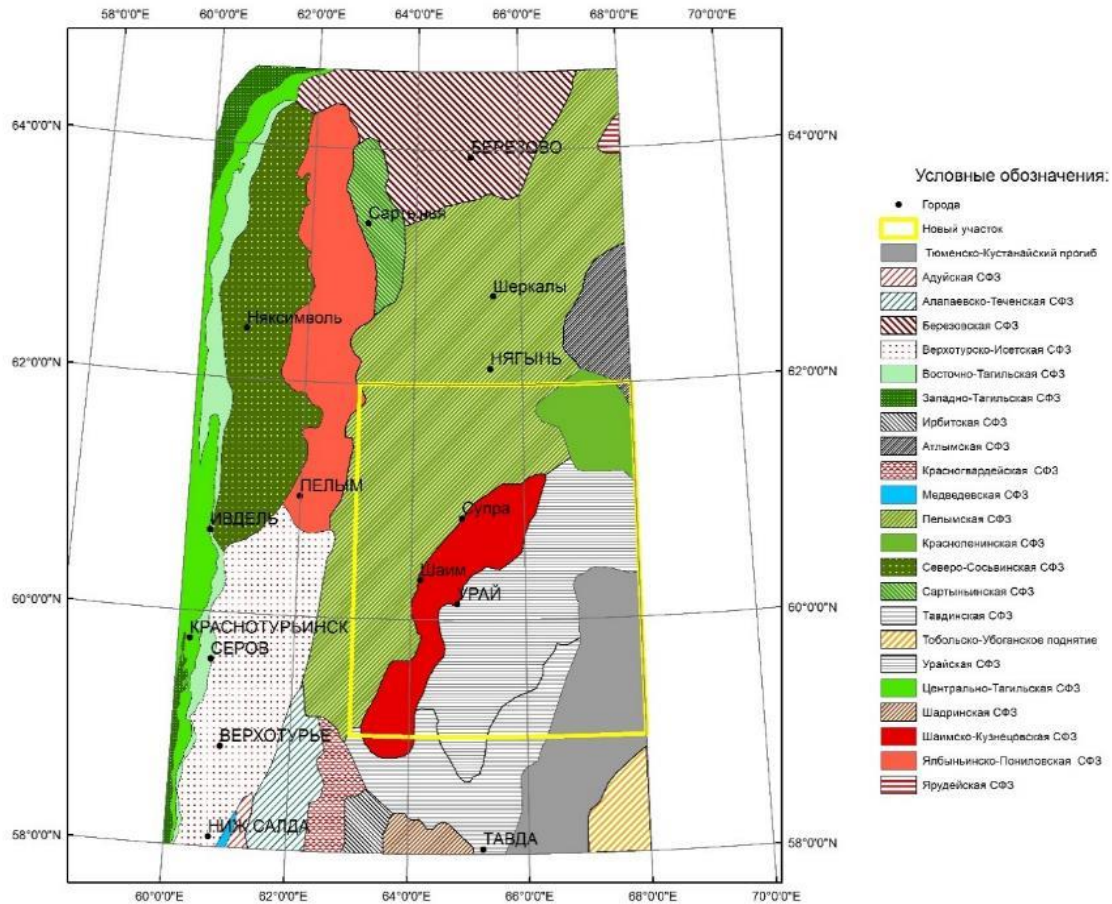 58°0'0"E 60°0'0"E 62°0'0"E 64°0'0"E 66°0'0"E 68°0'0"E 70°0'0"E
64°0'0"N 64°0'0"N
62°0'0"N 62°0'0"N
60°0'0"N 60°0'0"N
58°0'0"N 58°0'0"N
60°0'0"E 62°0'0"E 64°0'0"E 66°0'0"E 68°0'0"E 70°0'0"E
БЕРЕЗОВО
Сартынья
Шеркалы
Няксимволь
НЯГЫНЬ
ПЕЛЫМ
Супра
ИВДЕЛЬ
Шаим
УРАЙ
КРАСНОТУРЬИНСК
СЕРОВ
ВЕРХОТУРЬЕ
НИЖ.САЛДА
ТАВДА
Условные обозначения:
Города
Новый участок
Тюменско-Кустанайский прогиб
Адуйская СФЗ
Алапаевско-Теченская СФЗ
Березовская СФЗ
Верхотурско-Исетская СФЗ
Восточно-Тагильская СФЗ
Западно-Тагильская СФЗ
Ирбитская СФЗ
Атлымская СФЗ
Красногвардейская СФЗ
Медведевская СФЗ
Пелымская СФЗ
Красноленинская СФЗ
Северо-Сосьвинская СФЗ
Сартыньинская СФЗ
Тавдинская СФЗ
Тобольско-Убоганское поднятие
Урайская СФЗ
Центрально-Тагильская СФЗ
Шадринская СФЗ
Шаимско-Кузнецовская СФЗ
Ялбыньинско-Пониловская СФЗ
Ярудейская СФЗ